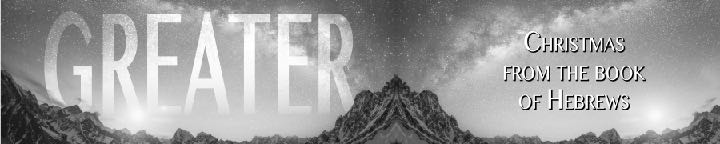 GREATER
Christmas
from the book
of Hebrews